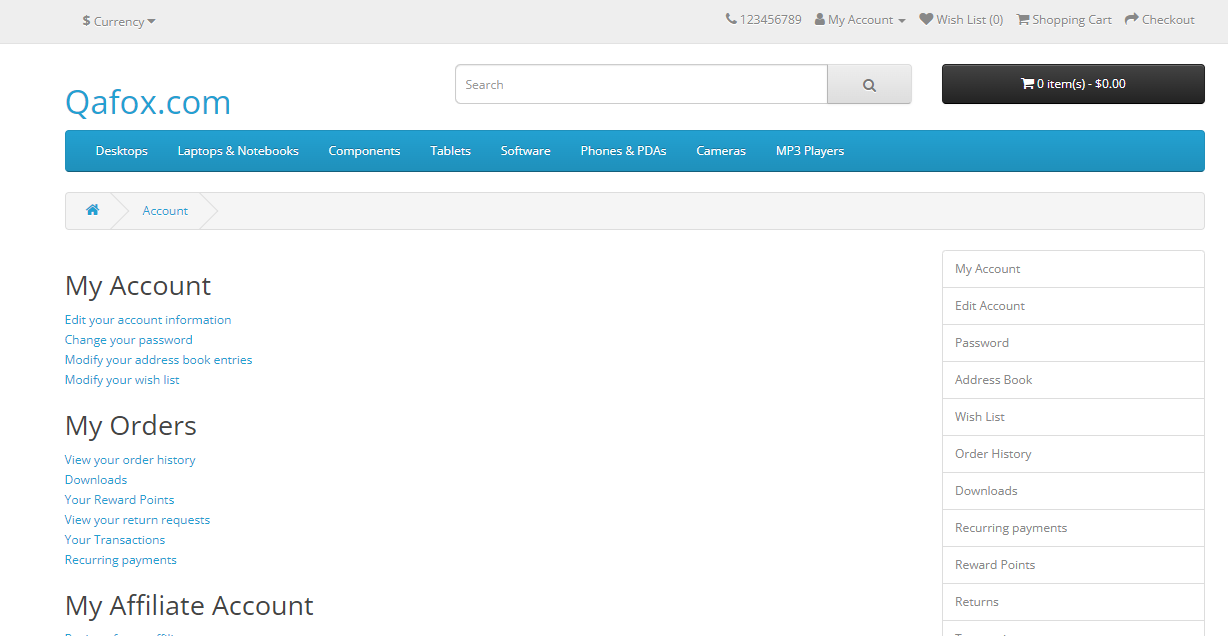 $ Currency
123456789 My Account Wish List (0) Shopping Cart Checkout
Qafox.com
Search
0 item(s) - $0.00
Desktops Laptops & Notebooks Components Tablets Software Phones & PDAs Cameras MP3 Players
Account
My Account
Edit your account information
Change your password
Modify your address book entries
Modify your wish list
My Orders
View your order history
Downloads
Your Reward Points
View your return requests
Your Transactions
Recurring payments
My Affiliate Account
My Account
Edit Account
Password
Address Book
Wish List
Order History
Downloads
Recurring payments
Reward Points
Returns